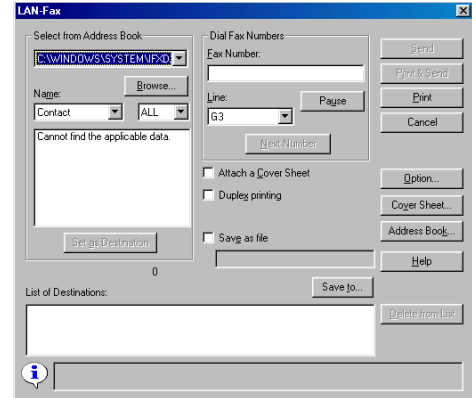 LAN-Fax
Select from Address Book
C:\WINDOWS\SYSTEM\IFXD
Browse...
Name:
Contact
ALL
Cannot find the applicable data.
Set as Destination
0
Dial Fax Numbers
Fax Number:
Line:
Pause
G3
Next Number
Attach a Cover Sheet
Duplex printing
Save as file
Save to...
Send
Print & Send
Print
Cancel
Option...
Cover Sheet...
Address Book...
Help
List of Destinations:
Delete from List